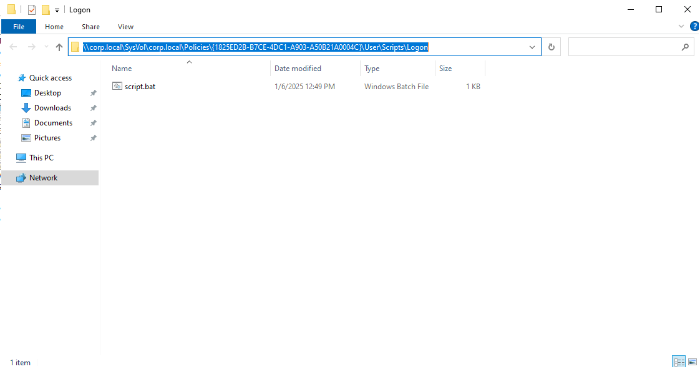 Logon
File Home Share View
\\corp.local\SysVol\corp.local\Policies\{1825ED2B-B7CE-4DC1-A903-A50B21A0004C}\User\Scripts\Logon
Name Date modified Type Size
Quick access
script.bat 1/6/2025 12:49 PM Windows Batch File 1 KB
Desktop
Downloads
Documents
Pictures
This PC
Network
1 item